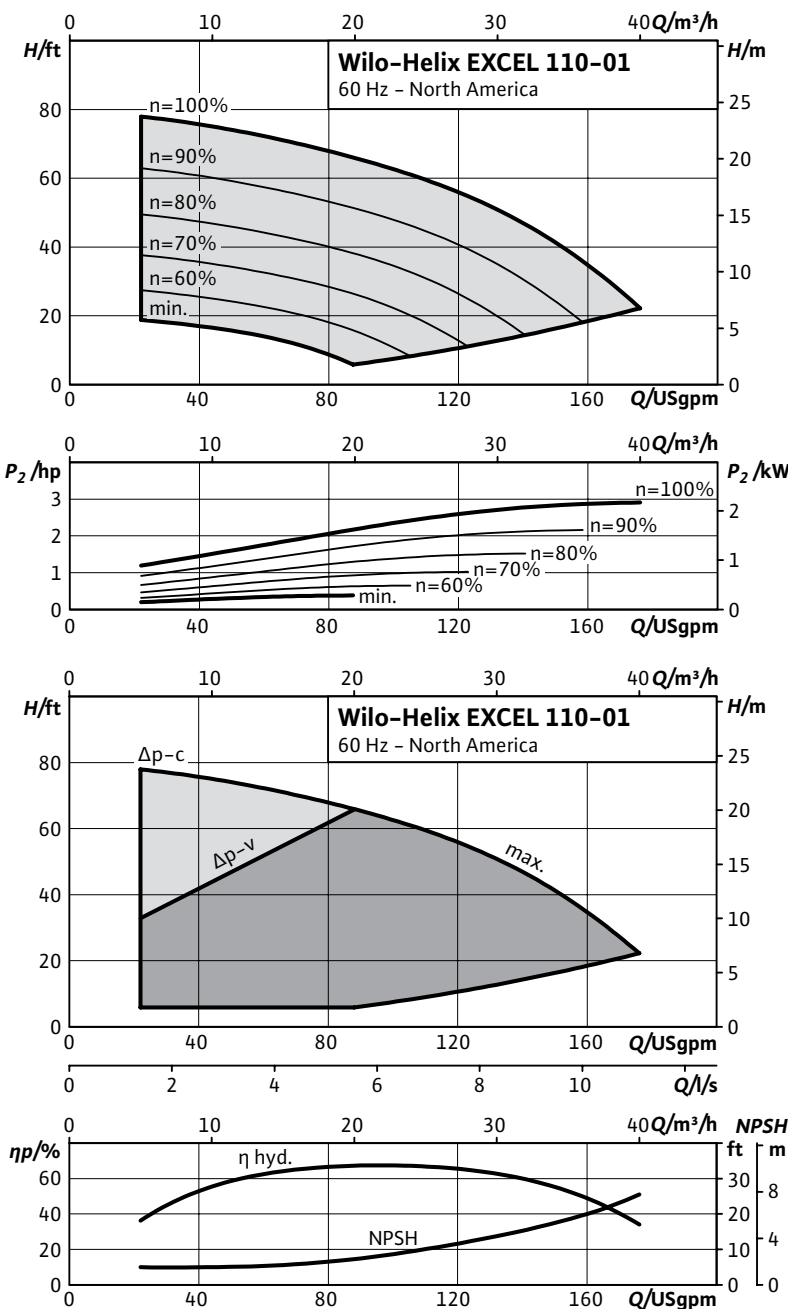 0 10 20 30 40 Q/m³/h
H/ft H/m
Wilo-Helix EXCEL 110-01
60 Hz - North America
80 60 40 20 0
25 20 15 10 5 0
n=100%
n=90%
n=80%
n=70%
n=60%
min.
0 40 80 120 160 Q/USgpm
0 10 20 30 40 Q/m³/h
P2 /hp P2 /kW
3 2 1 0
2 1 0
n=100%
n=90%
n=80%
n=70%
n=60%
min.
0 40 80 120 160 Q/USgpm
0 10 20 30 40 Q/m³/h
H/ft H/m
Wilo-Helix EXCEL 110-01
60 Hz - North America
80 60 40 20 0
25 20 15 10 5 0
Δp-c
Δp-v
max.
0 40 80 120 160 Q/USgpm
0 2 4 6 8 10 Q/l/s
0 10 20 30 40 Q/m³/h NPSH
ηp/% ft m
60 40 20 0
30 20 10 0
8 4 0
η hyd.
NPSH
0 40 80 120 160 Q/USgpm